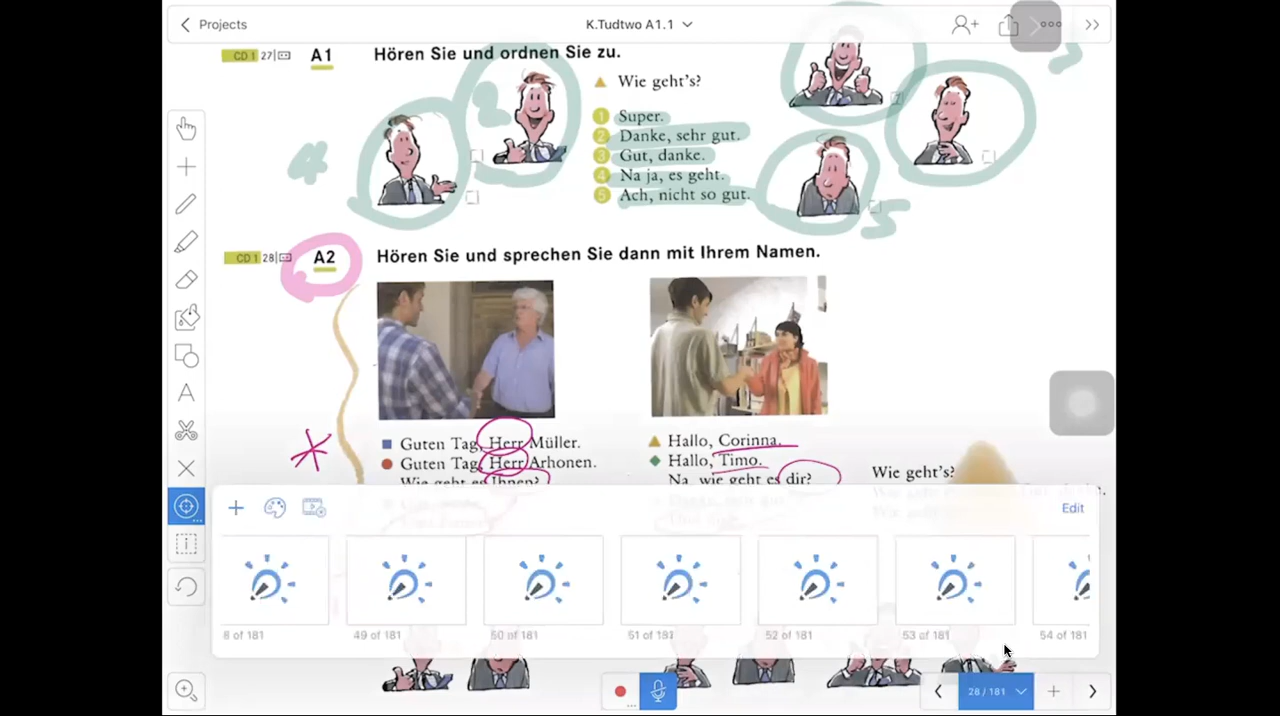 Projects
K.Tudtwo A1.1
CD 1 27
A1
Hören Sie und ordnen Sie zu.
Wie geht's?
1 Super.
2 Danke, sehr gut.
3 Gut, danke.
4 Na ja, es geht.
5 Ach, nicht so gut.
4
2
5
CD 1 28
A2
Hören Sie und sprechen Sie dann mit Ihrem Namen.
Guten Tag, Herr Müller.
Guten Tag, Herr Arhonen.
Wie geht es Ihnen?
Hallo, Corinna.
Hallo, Timo.
Na, wie geht es dir?
Wie geht's?
Edit
8 of 181
49 of 181
50 of 181
51 of 181
52 of 181
53 of 181
54 of 181
28 / 181